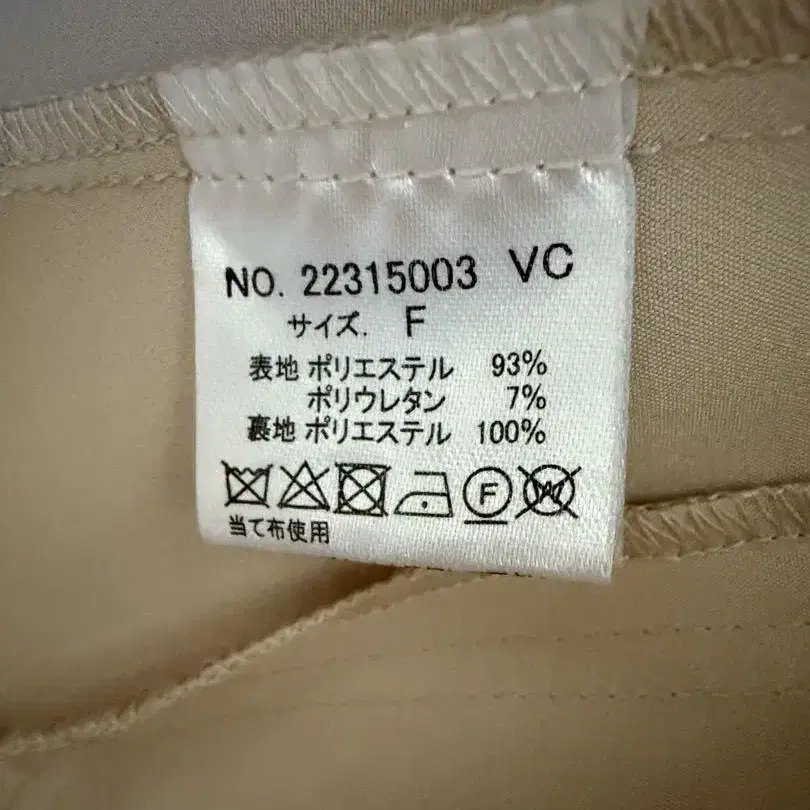 NO. 22315003 VC
サイズ. F
表地 ポリエステル 93%
ポリウレタン 7%
裏地 ポリエステル 100%
F W
当て布使用